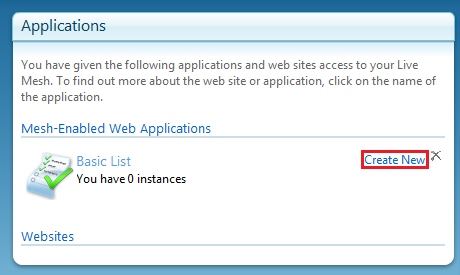 Applications
You have given the following applications and web sites access to your Live
Mesh. To find out more about the web site or application, click on the name
of the application.
Mesh-Enabled Web Applications
Basic List
Create New
You have 0 instances
Websites